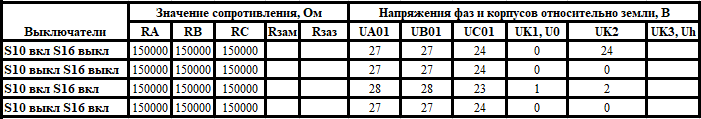 Выключатели Значение сопротивления, Ом Напряжения фаз и корпусов относительно земли, В
RA RB RC Rзам Rзаз UA01 UB01 UC01 UK1, U0 UK2 UK3, Uh
S10 вкл S16 выкл 150000 150000 150000 27 27 24 0 24
S10 выкл S16 выкл 150000 150000 150000 27 27 24 0 0
S10 вкл S16 вкл 150000 150000 150000 28 28 23 1 2
S10 выкл S16 вкл 150000 150000 150000 27 27 24 0 0